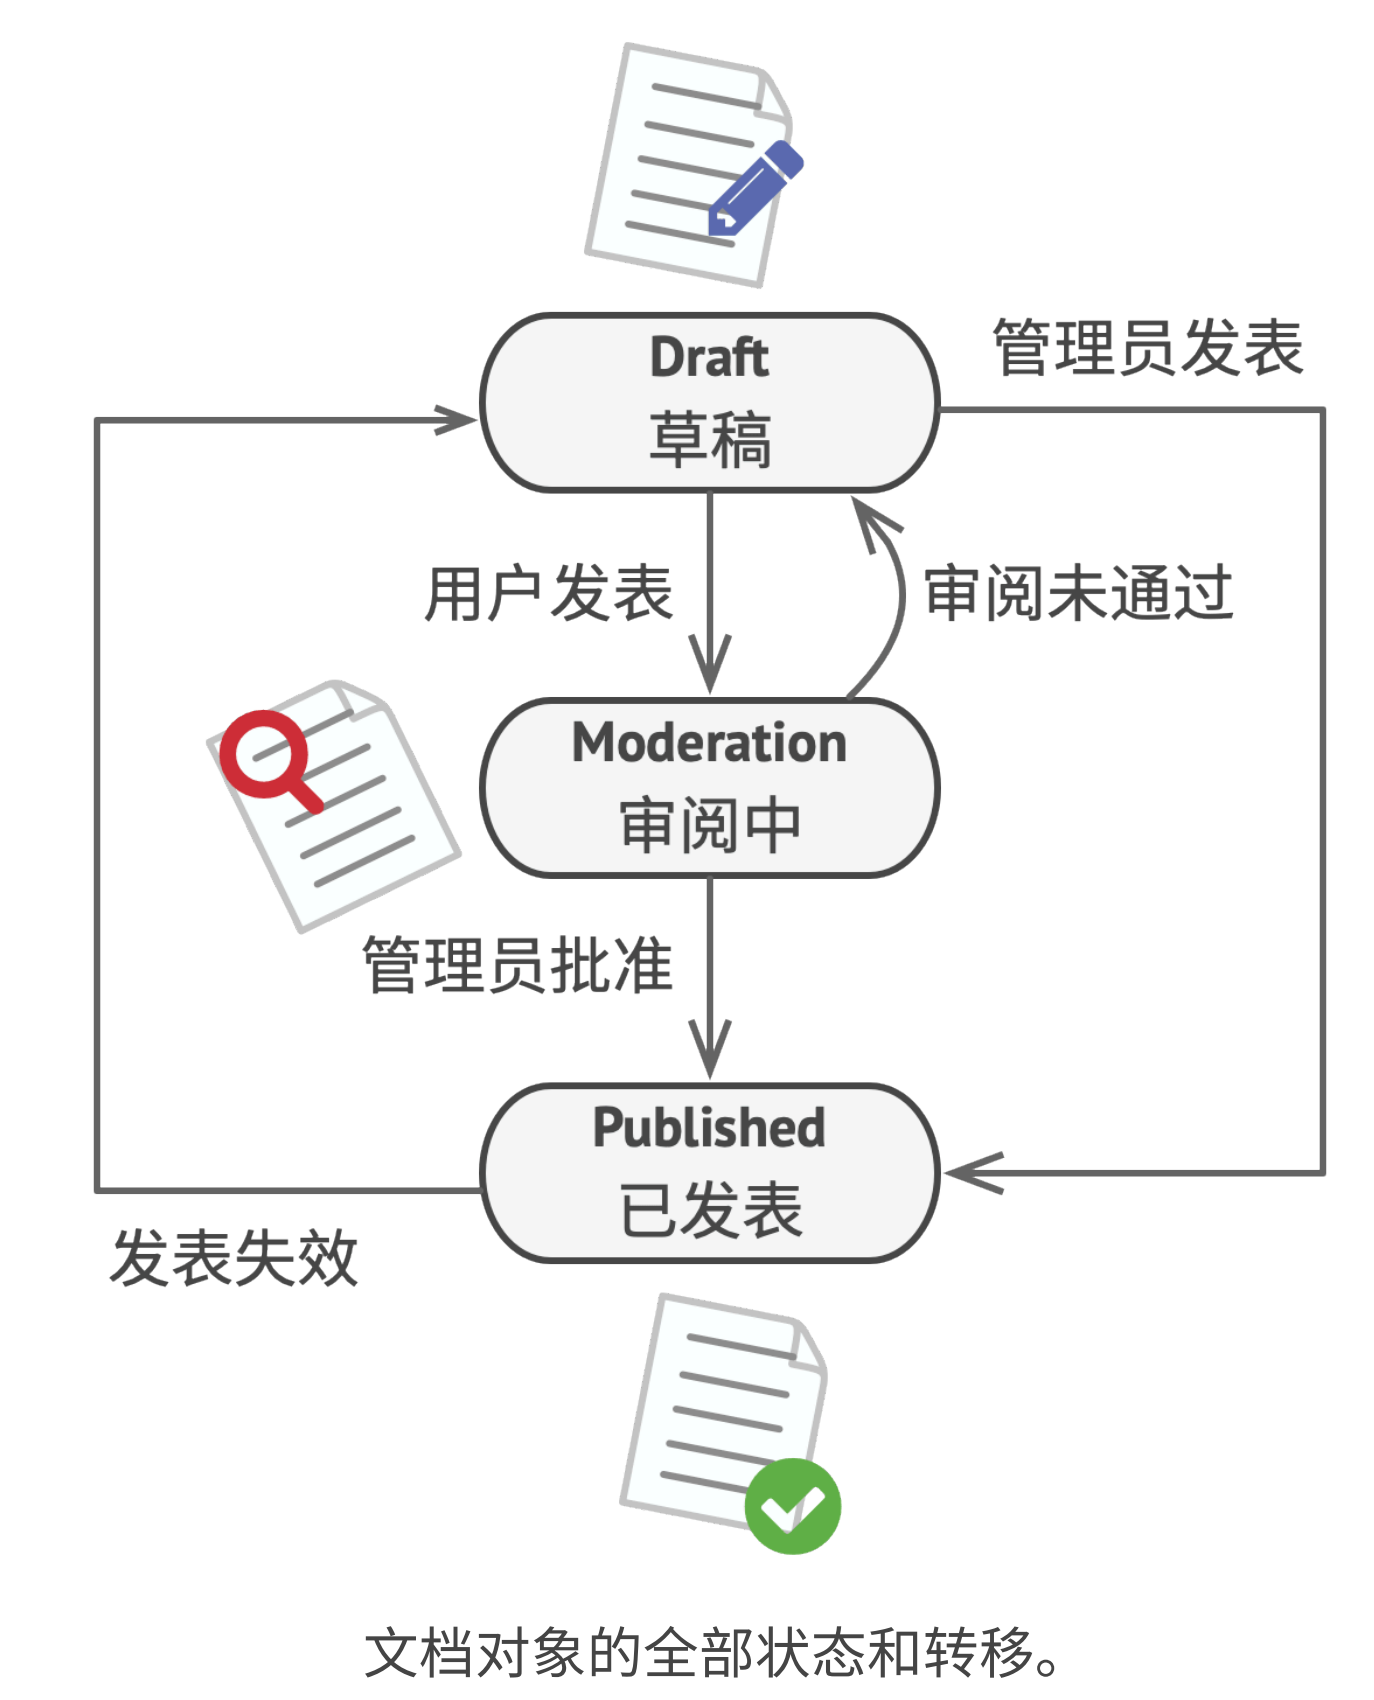 Draft
草稿
管理员发表
用户发表
审阅未通过
Moderation
审阅中
管理员批准
Published
已发表
发表失效
文档对象的全部状态和转移。